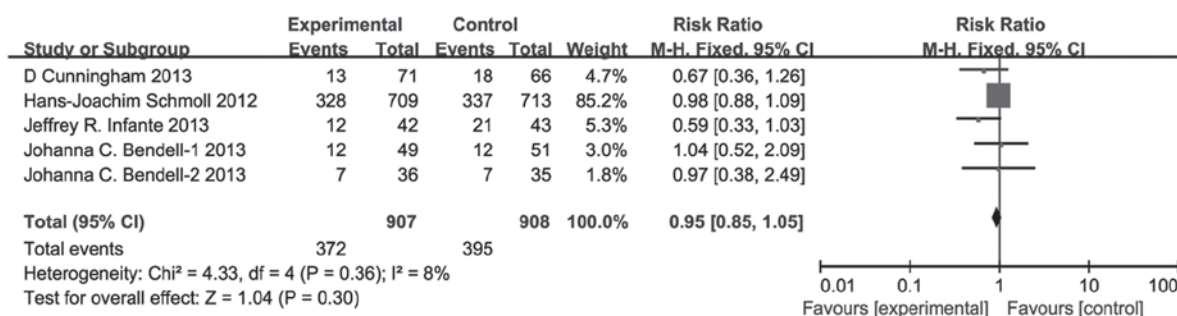 Experimental Control Risk Ratio Risk Ratio
Study or Subgroup Events Total Events Total Weight M-H. Fixed. 95% CI M-H. Fixed. 95% CI
D Cunningham 2013 13 71 18 66 4.7% 0.67 [0.36, 1.26]
Hans-Joachim Schmoll 2012 328 709 337 713 85.2% 0.98 [0.88, 1.09]
Jeffrey R. Infante 2013 12 42 21 43 5.3% 0.59 [0.33, 1.03]
Johanna C. Bendell-1 2013 12 49 12 51 3.0% 1.04 [0.52, 2.09]
Johanna C. Bendell-2 2013 7 36 7 35 1.8% 0.97 [0.38, 2.49]
Total (95% CI) 907 908 100.0% 0.95 [0.85, 1.05]
Total events 372 395
Heterogeneity: Chi² = 4.33, df = 4 (P = 0.36); I² = 8%
Test for overall effect: Z = 1.04 (P = 0.30)
0.01 0.1 1 10 100
Favours [experimental] Favours [control]